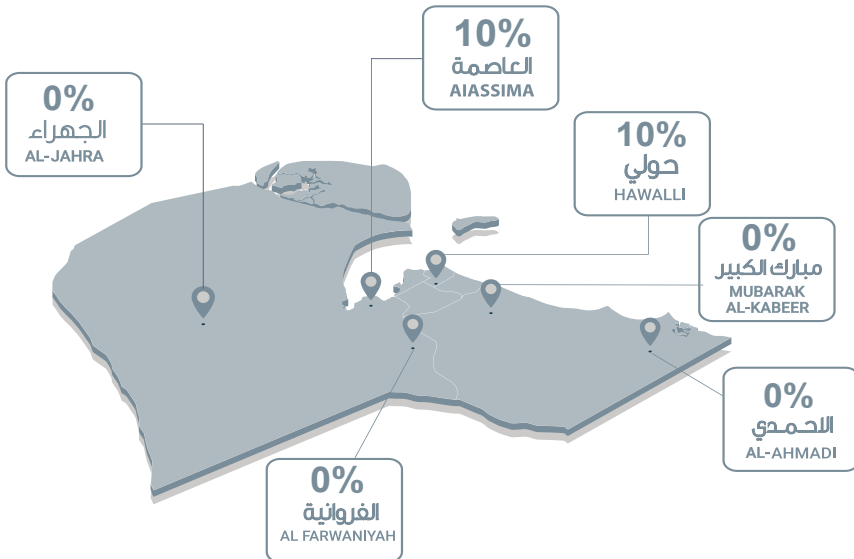 10%
العاصمة
AIASSIMA
0%
الجهراء
AL-JAHRA
10%
حولي
HAWALLI
0%
مبارك الكبير
MUBARAK
AL-KABEER
0%
الاحمدي
AL-AHMADI
0%
الفروانية
AL FARWANIYAH